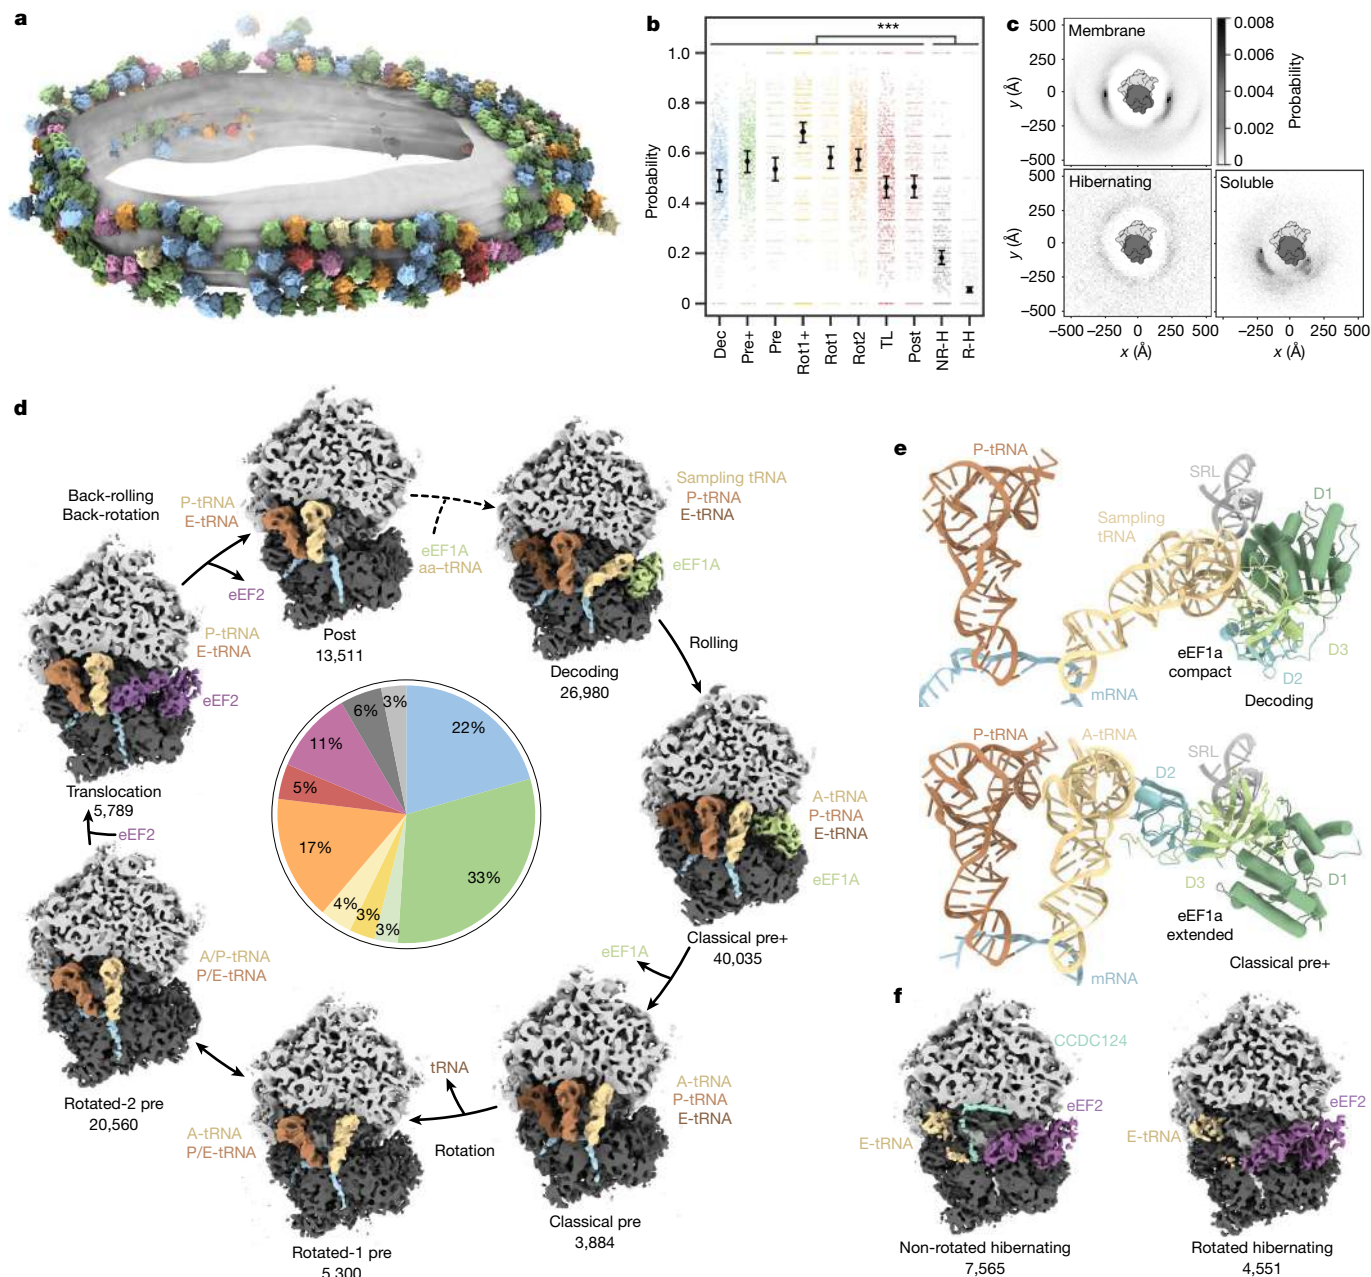 a
b
***
1.0
0.8
0.6
0.4
0.2
0
Probability
Dec
Pre+
Pre
Rot1+
Rot1
Rot2
TL
Post
NR-H
R-H
c
Membrane
500
250
0
−250
−500
y (Å)
0.008
0.006
0.004
0.002
0
Probability
Hibernating
500
250
0
−250
−500
y (Å)
−500 −250 0 250 500
x (Å)
Soluble
−500 −250 0 250 500
x (Å)
d
Back-rolling
Back-rotation
P-tRNA
E-tRNA
eEF2
Post
13,511
eEF1A
aa–tRNA
Sampling tRNA
P-tRNA
E-tRNA
eEF1A
Decoding
26,980
Rolling
P-tRNA
E-tRNA
eEF2
Translocation
5,789
eEF2
22%
33%
3%
3%
4%
17%
5%
11%
6%
3%
A-tRNA
P-tRNA
E-tRNA
eEF1A
Classical pre+
40,035
eEF1A
A/P-tRNA
P/E-tRNA
Rotated-2 pre
20,560
A-tRNA
P/E-tRNA
Rotated-1 pre
5,300
tRNA
Rotation
A-tRNA
P-tRNA
E-tRNA
Classical pre
3,884
e
P-tRNA
SRL
D1
Sampling
tRNA
eEF1a
compact
D3
D2
mRNA
Decoding
P-tRNA
A-tRNA
SRL
D2
D3
D1
eEF1a
extended
mRNA
Classical pre+
f
CCDC124
eEF2
E-tRNA
Non-rotated hibernating
7,565
eEF2
E-tRNA
Rotated hibernating
4,551